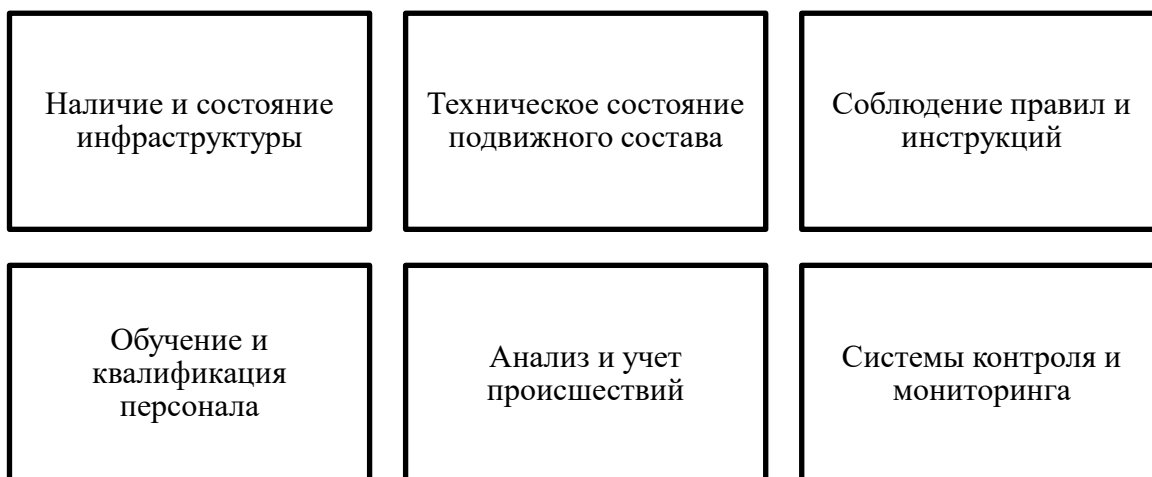 Наличие и состояние
инфраструктуры
Техническое состояние
подвижного состава
Соблюдение правил и
инструкций
Обучение и
квалификация
персонала
Анализ и учет
происшествий
Системы контроля и
мониторинга